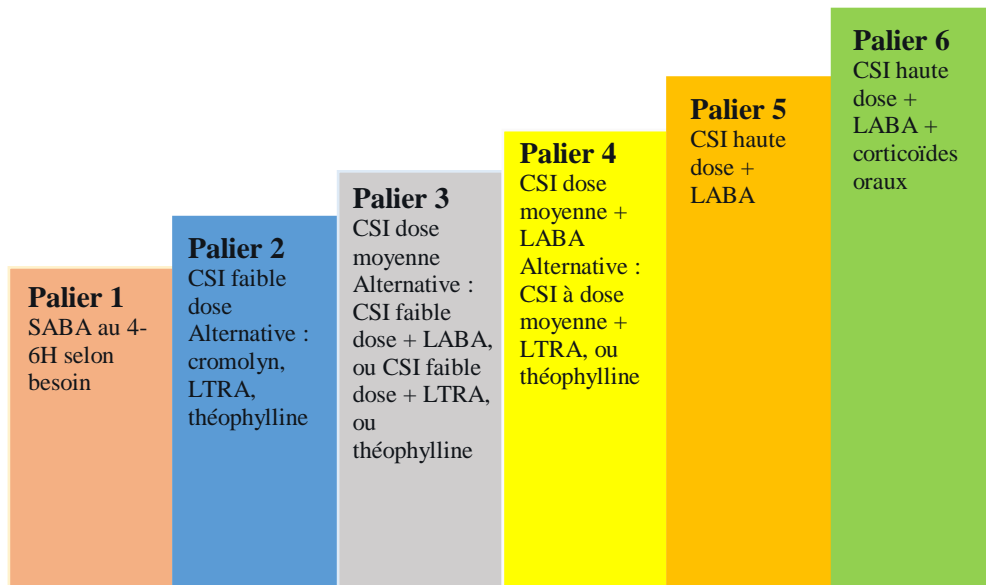 Palier 1
SABA au 4-
6H selon
besoin
Palier 2
CSI faible
dose
Alternative :
cromolyn,
LTRA,
théophylline
Palier 3
CSI dose
moyenne
Alternative :
CSI faible
dose + LABA,
ou CSI faible
dose + LTRA,
ou
théophylline
Palier 4
CSI dose
moyenne +
LABA
Alternative :
CSI à dose
moyenne +
LTRA, ou
théophylline
Palier 5
CSI haute
dose +
LABA
Palier 6
CSI haute
dose +
LABA +
corticoïdes
oraux